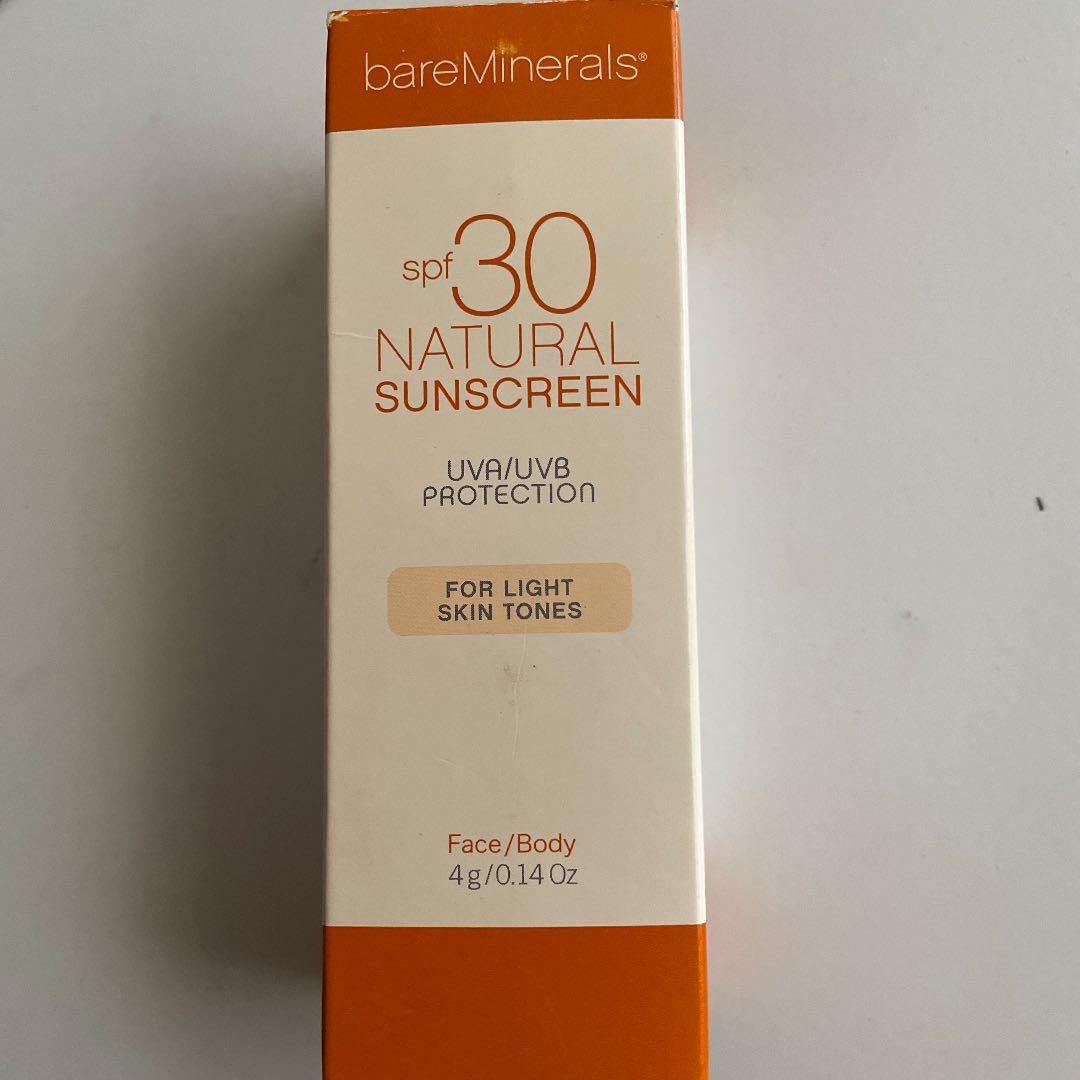 bareMinerals®
spf 30
NATURAL
SUNSCREEN
UVA/UVB
PROTECTION
FOR LIGHT
SKIN TONES
Face/Body
4g/0.14 Oz